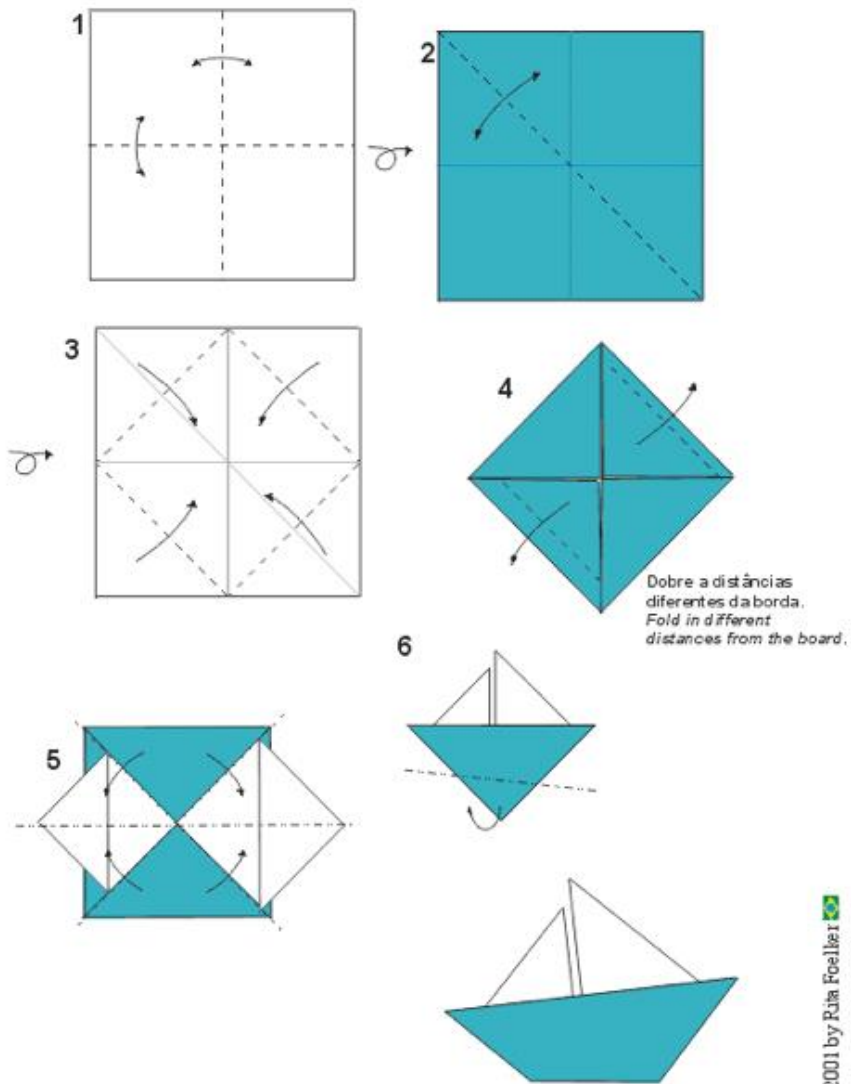 1
2
3
4
Dobre a distâncias
diferentes da borda.
Fold in different
distances from the board.
5
6
2001 by Rita Foelker